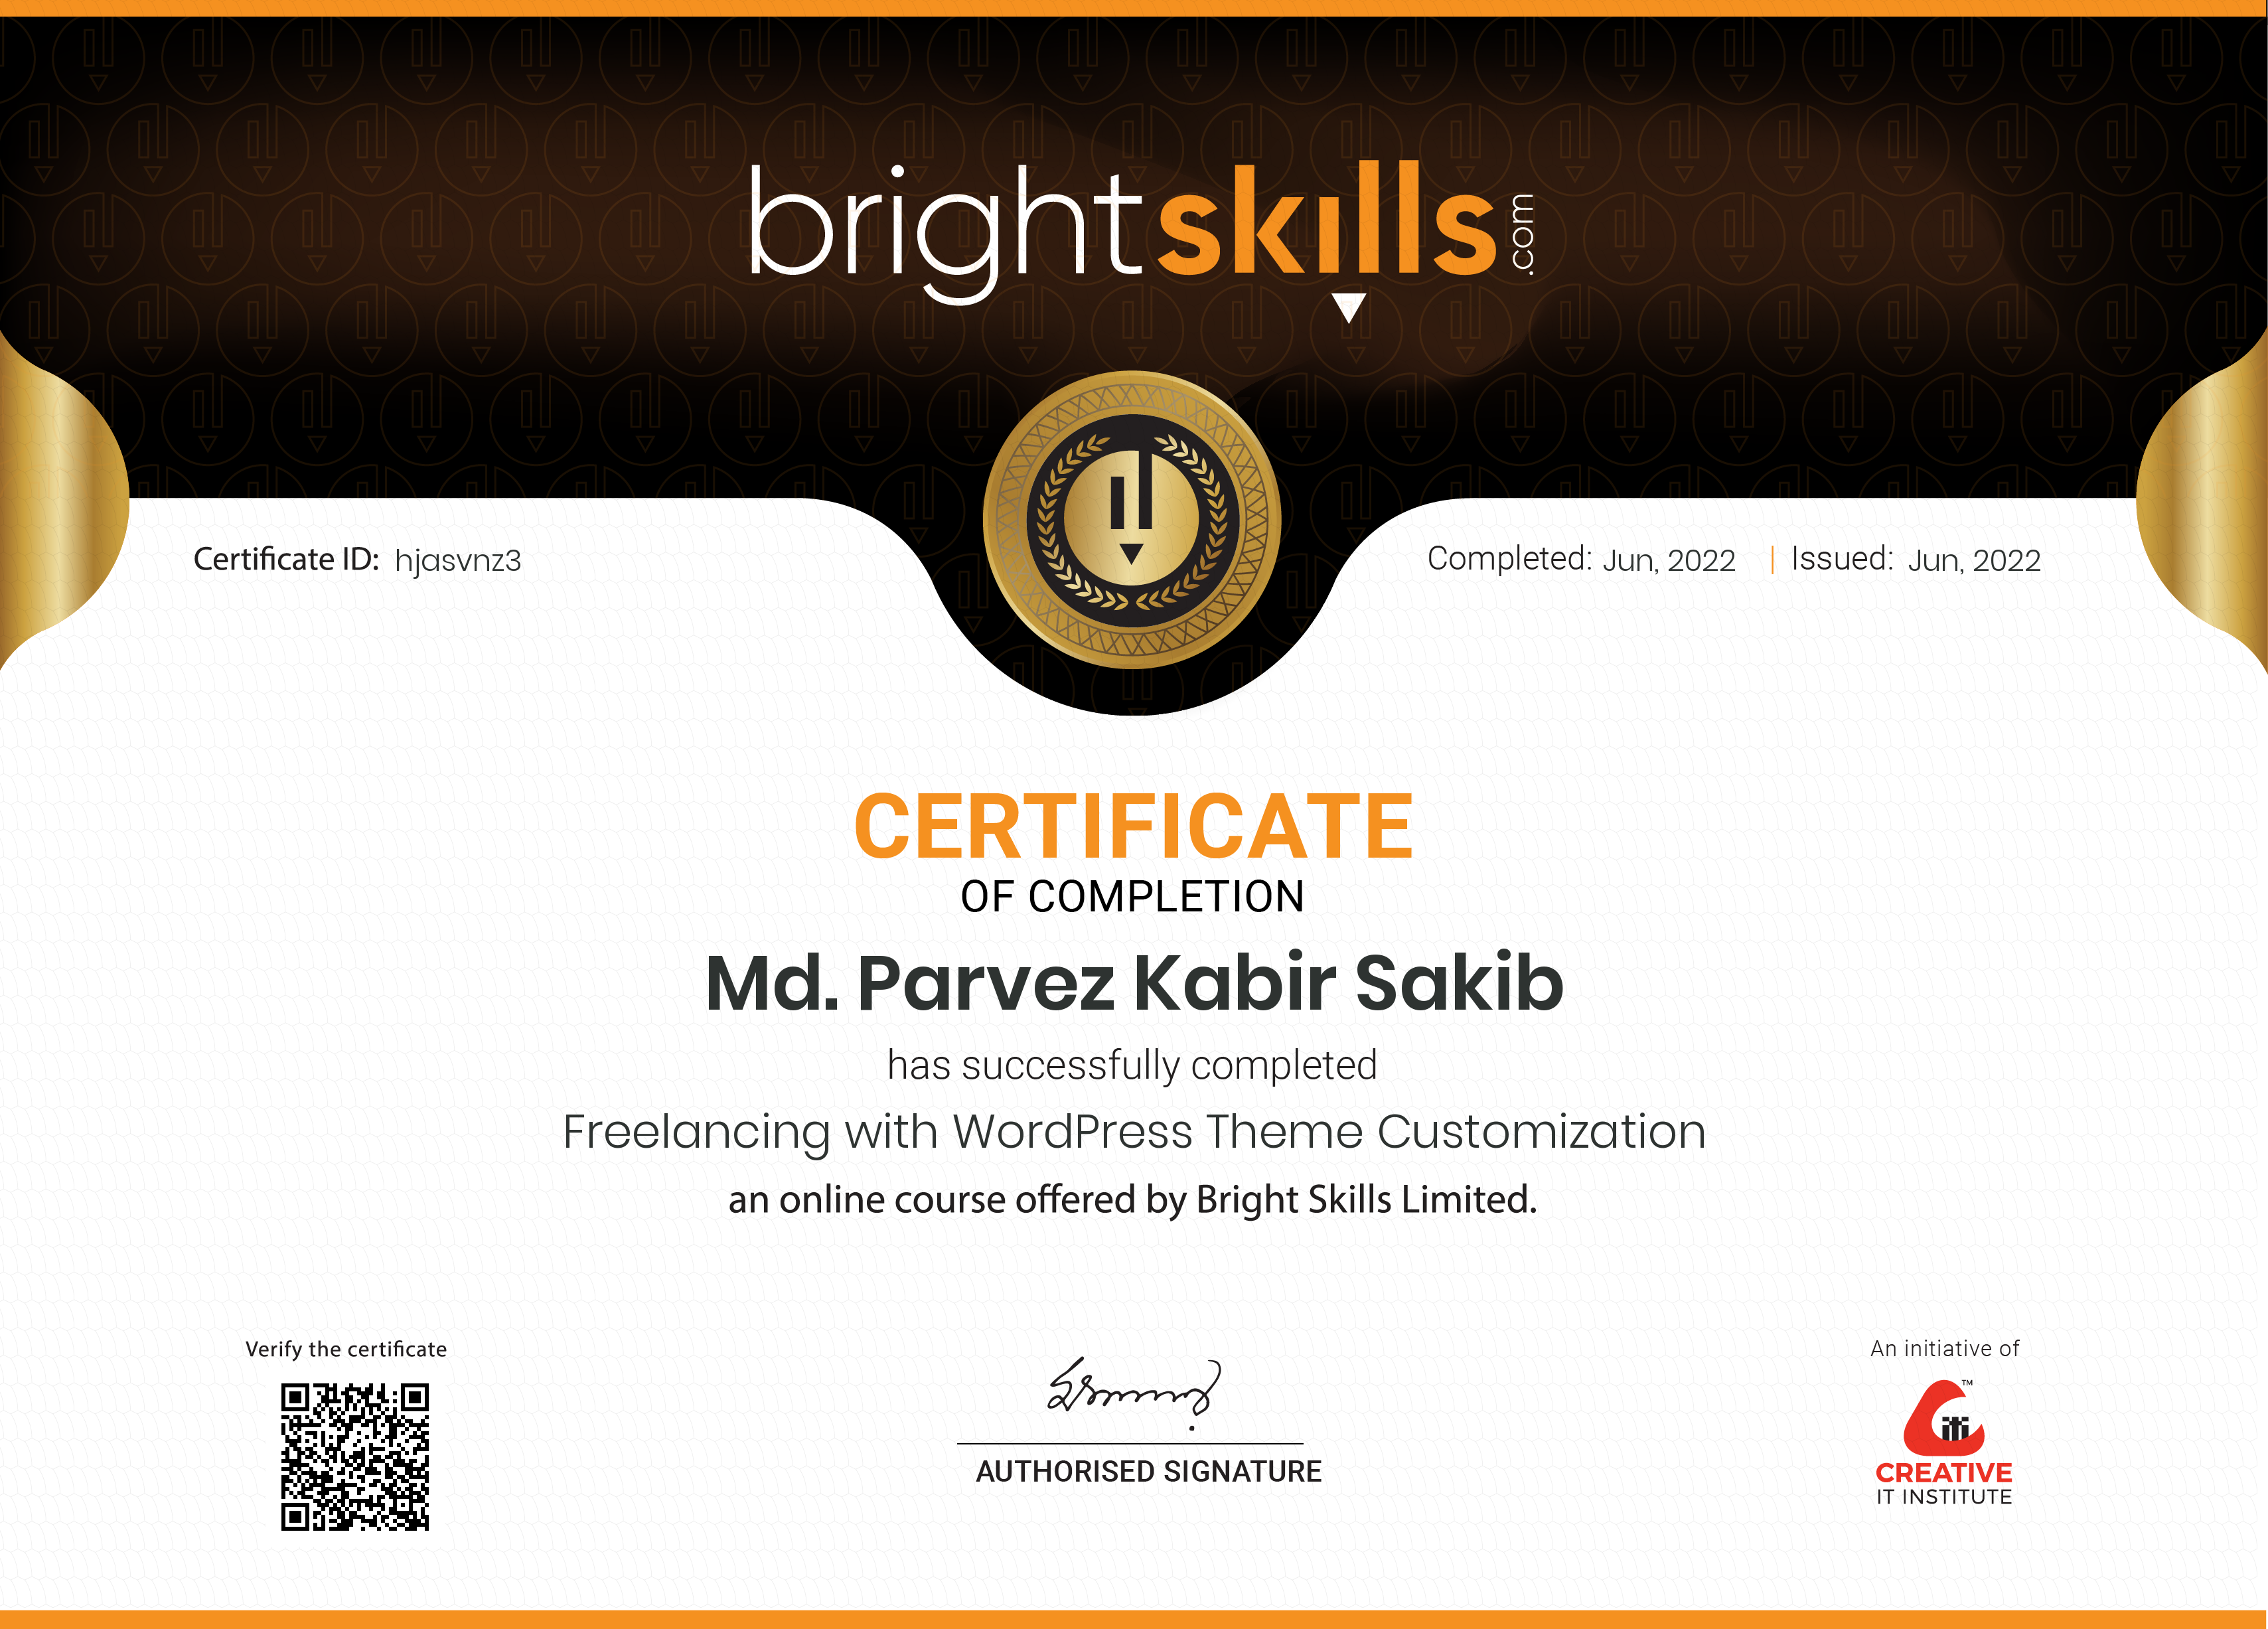 brightskills.com
Certificate ID: hjasvnz3
Completed: Jun, 2022 | Issued: Jun, 2022
CERTIFICATE
OF COMPLETION
Md. Parvez Kabir Sakib
has successfully completed
Freelancing with WordPress Theme Customization
an online course offered by Bright Skills Limited.
Verify the certificate
AUTHORISED SIGNATURE
An initiative of
TM
CREATIVE
IT INSTITUTE